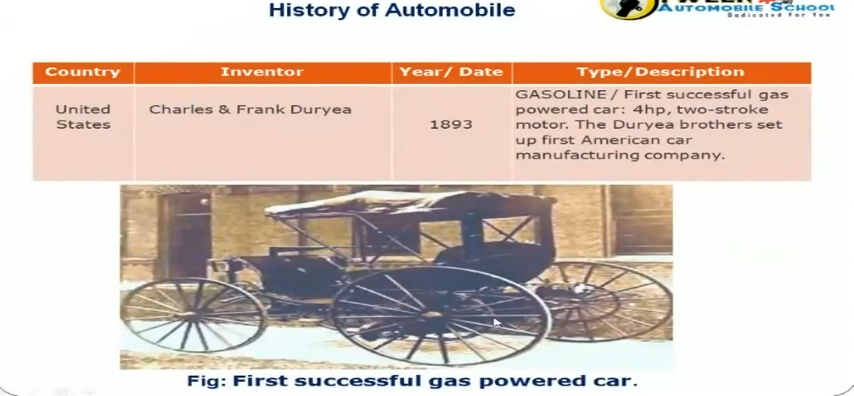 History of Automobile
AUTOMOBILE SCHOOL
Dedicated For You
Country
Inventor
Year/ Date
Type/Description
United
States
Charles & Frank Duryea
1893
GASOLINE / First successful gas
powered car: 4hp, two-stroke
motor. The Duryea brothers set
up first American car
manufacturing company.
Fig: First successful gas powered car.